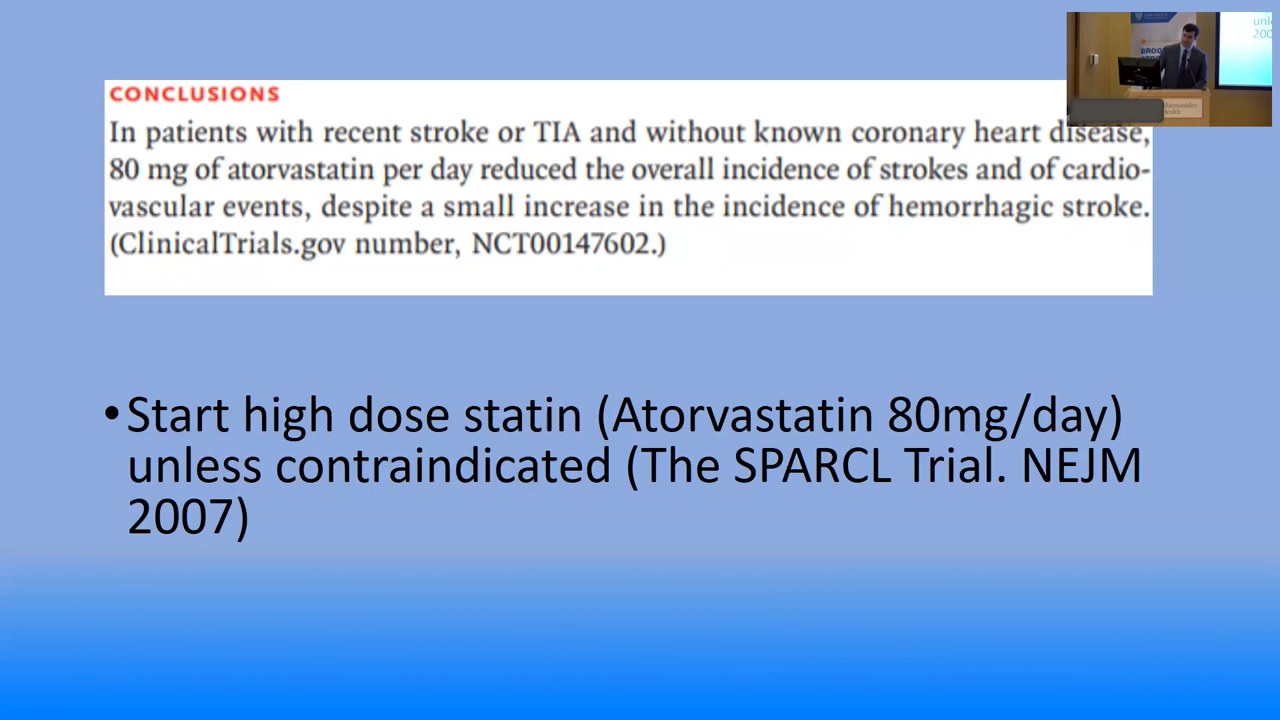 CONCLUSIONS
In patients with recent stroke or TIA and without known coronary heart disease,
80 mg of atorvastatin per day reduced the overall incidence of strokes and of cardio-
vascular events, despite a small increase in the incidence of hemorrhagic stroke.
(ClinicalTrials.gov number, NCT00147602.)
• Start high dose statin (Atorvastatin 80mg/day)
unless contraindicated (The SPARCL Trial. NEJM
2007)